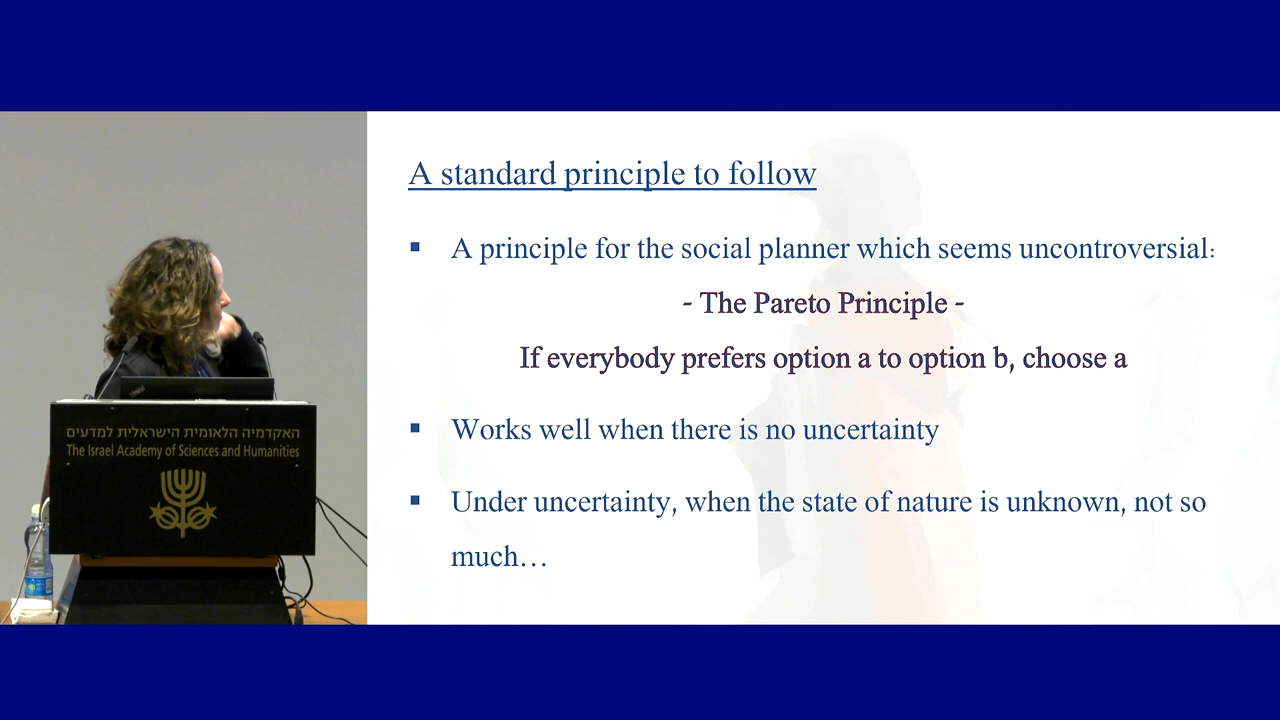 A standard principle to follow
▪ A principle for the social planner which seems uncontroversial:
- The Pareto Principle -
If everybody prefers option a to option b, choose a
▪ Works well when there is no uncertainty
▪ Under uncertainty, when the state of nature is unknown, not so
much…
האקדמיה הלאומית הישראלית למדעים
The Israel Academy of Sciences and Humanities